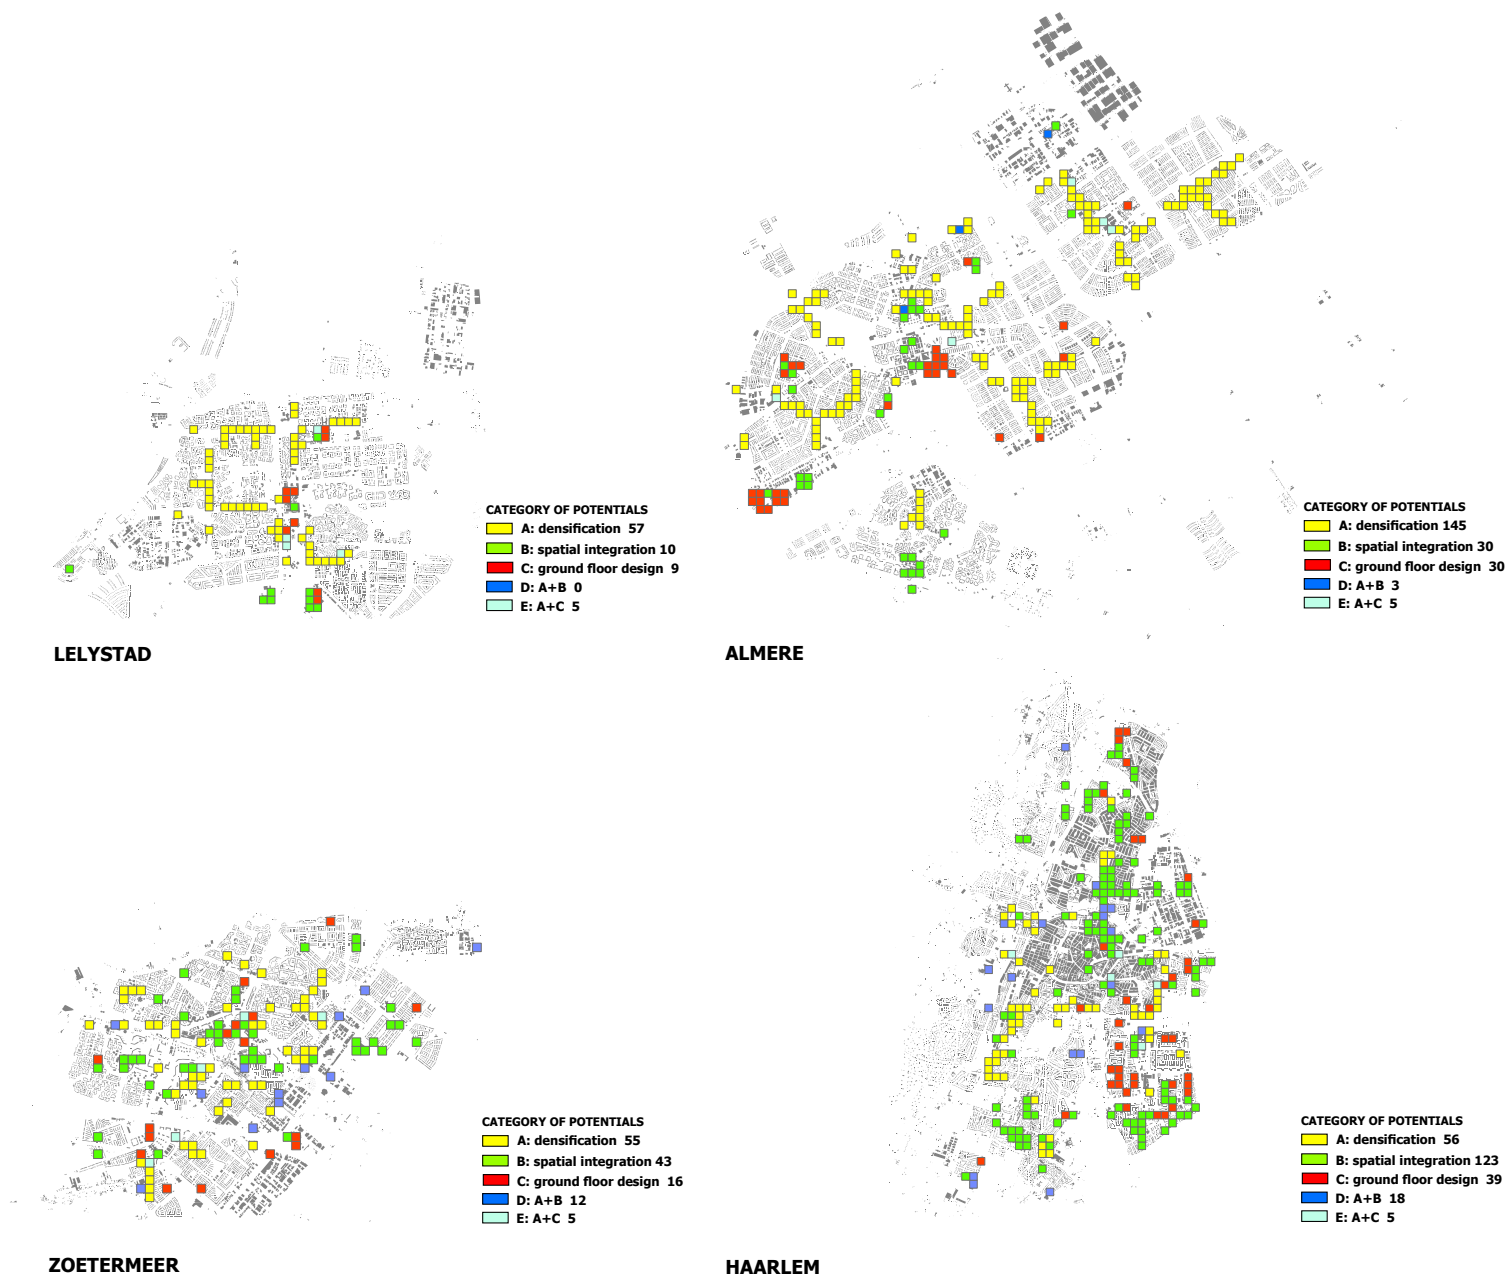 CATEGORY OF POTENTIALS
A: densification 57
B: spatial integration 10
C: ground floor design 9
D: A+B 0
E: A+C 5
LELYSTAD
CATEGORY OF POTENTIALS
A: densification 145
B: spatial integration 30
C: ground floor design 30
D: A+B 3
E: A+C 5
ALMERE
CATEGORY OF POTENTIALS
A: densification 55
B: spatial integration 43
C: ground floor design 16
D: A+B 12
E: A+C 5
ZOETERMEER
CATEGORY OF POTENTIALS
A: densification 56
B: spatial integration 123
C: ground floor design 39
D: A+B 18
E: A+C 5
HAARLEM